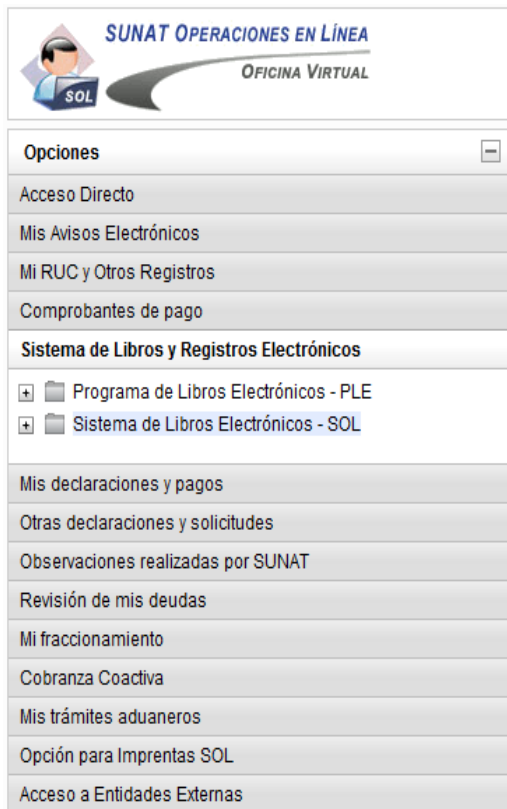 SUNAT OPERACIONES EN LÍNEA
OFICINA VIRTUAL
SOL
Opciones
Acceso Directo
Mis Avisos Electrónicos
Mi RUC y Otros Registros
Comprobantes de pago
Sistema de Libros y Registros Electrónicos
Programa de Libros Electrónicos - PLE
Sistema de Libros Electrónicos - SOL
Mis declaraciones y pagos
Otras declaraciones y solicitudes
Observaciones realizadas por SUNAT
Revisión de mis deudas
Mi fraccionamiento
Cobranza Coactiva
Mis trámites aduaneros
Opción para Imprentas SOL
Acceso a Entidades Externas